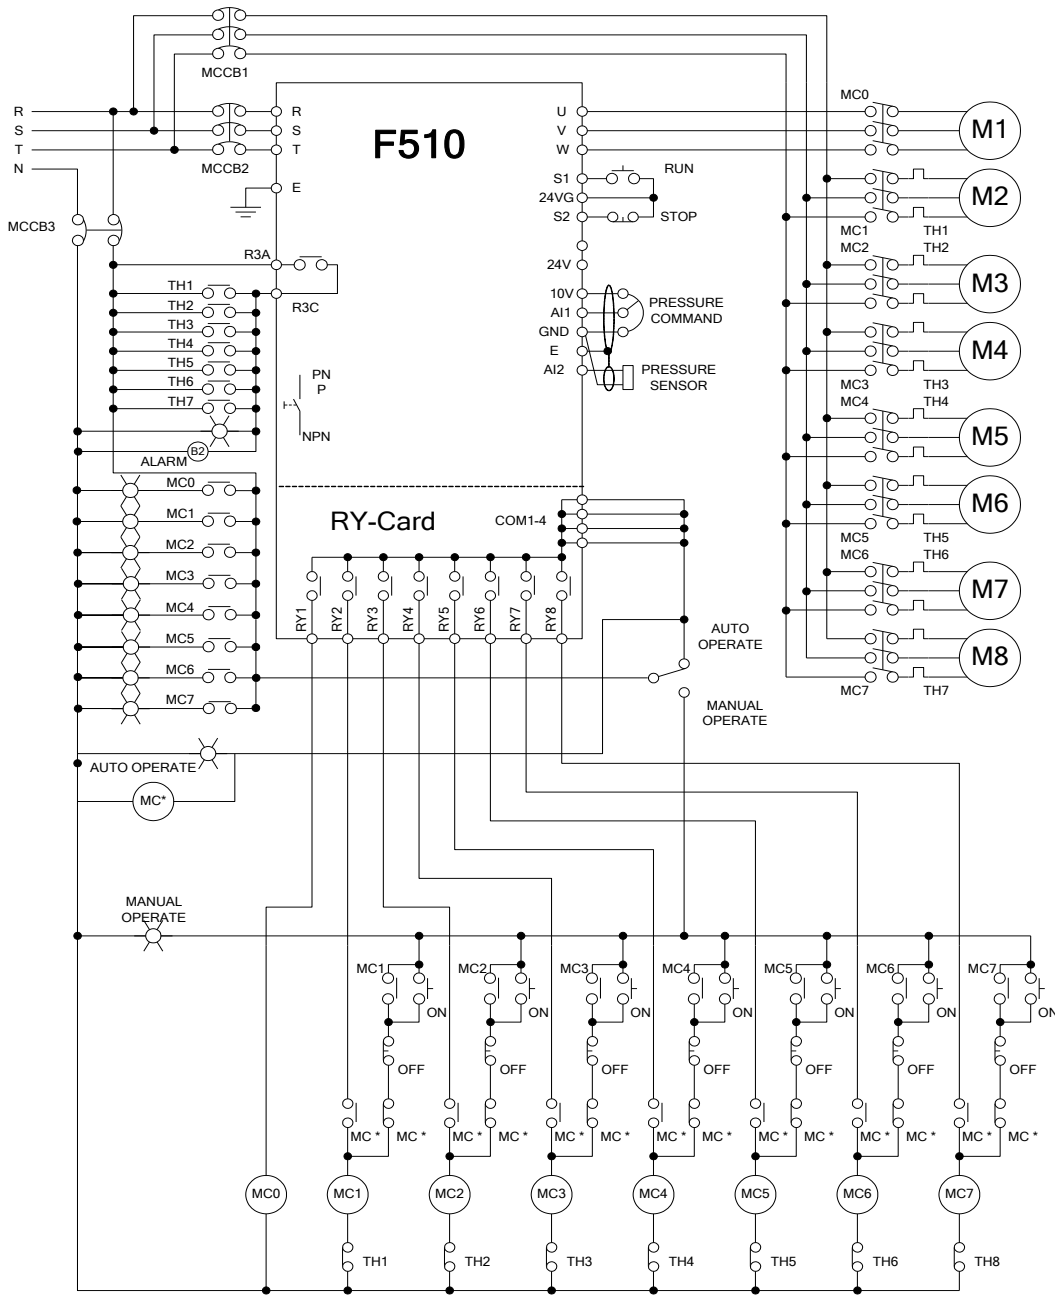 MCCB1
R
S
T
N
MCCB2
MCCB3
R
S
T
E
F510
U
V
W
S1
24VG
S2
24V
10V
AI1
GND
E
AI2
RUN
STOP
PRESSURE
COMMAND
PRESSURE
SENSOR
R3A
R3C
TH1
TH2
TH3
TH4
TH5
TH6
TH7
PN
P
NPN
B2
ALARM
MC0
MC1
MC2
MC3
MC4
MC5
MC6
MC7
RY-Card
COM1-4
RY1
RY2
RY3
RY4
RY5
RY6
RY7
RY8
AUTO
OPERATE
MANUAL
OPERATE
MC0
M1
M2
MC1
TH1
MC2
TH2
M3
M4
MC3
TH3
MC4
TH4
M5
M6
MC5
TH5
MC6
TH6
M7
M8
MC7
TH7
AUTO OPERATE
MC*
MANUAL
OPERATE
MC1
MC2
MC3
MC4
MC5
MC6
MC7
ON
ON
ON
ON
ON
ON
ON
OFF
OFF
OFF
OFF
OFF
OFF
OFF
MC *
MC *
MC *
MC *
MC *
MC *
MC *
MC *
MC *
MC *
MC *
MC *
MC *
MC *
MC0
MC1
MC2
MC3
MC4
MC5
MC6
MC7
TH1
TH2
TH3
TH4
TH5
TH6
TH8